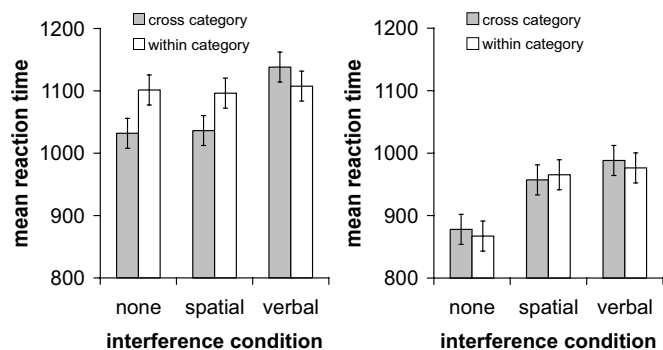 cross category
within category
1200
1100
1000
900
800
mean reaction time
none spatial verbal
interference condition
cross category
within category
1200
1100
1000
900
800
mean reaction time
none spatial verbal
interference condition